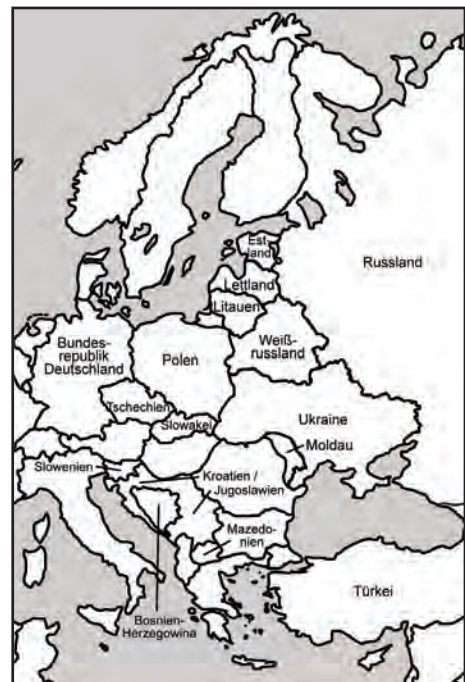 Est-
land
Russland
Lettland
Litauen
Bundes-
republik
Deutschland
Polen
Weiß-
russland
Tschechien
Slowakei
Ukraine
Moldau
Slowenien
Kroatien /
Jugoslawien
Mazedo-
nien
Türkei
Bosnien-
Herzegowina